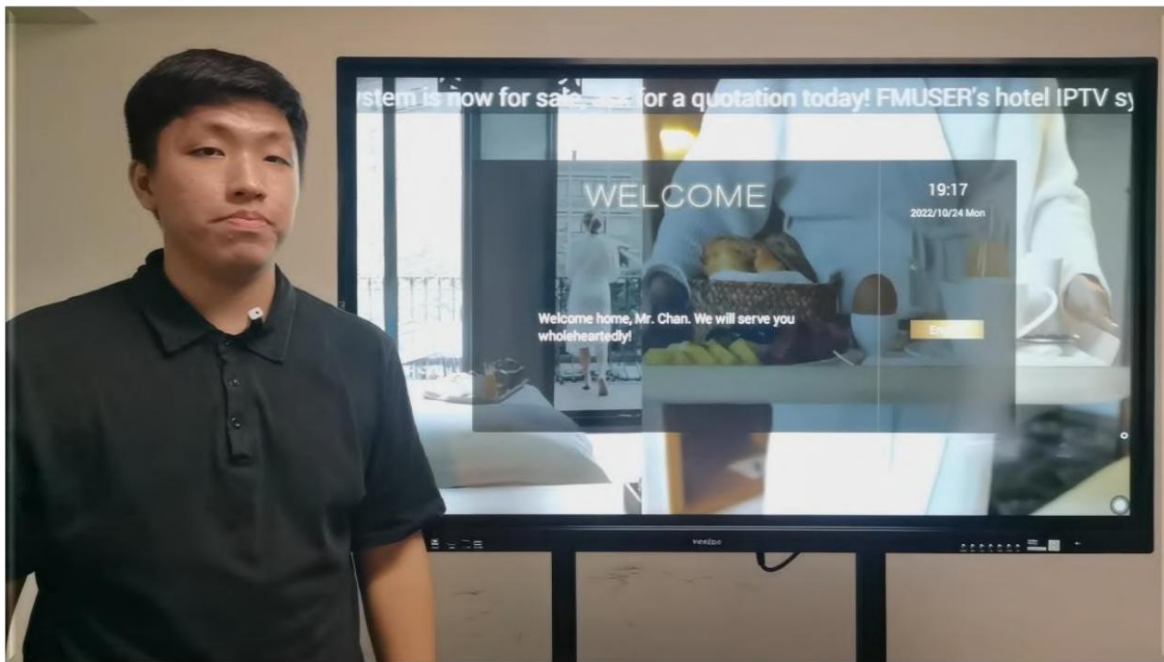 ystem is now for sale, ask for a quotation today! FMUSER's hotel IPTV sy
WELCOME
19:17
2022/10/24 Mon
Welcome home, Mr. Chan. We will serve you
wholeheartedly!